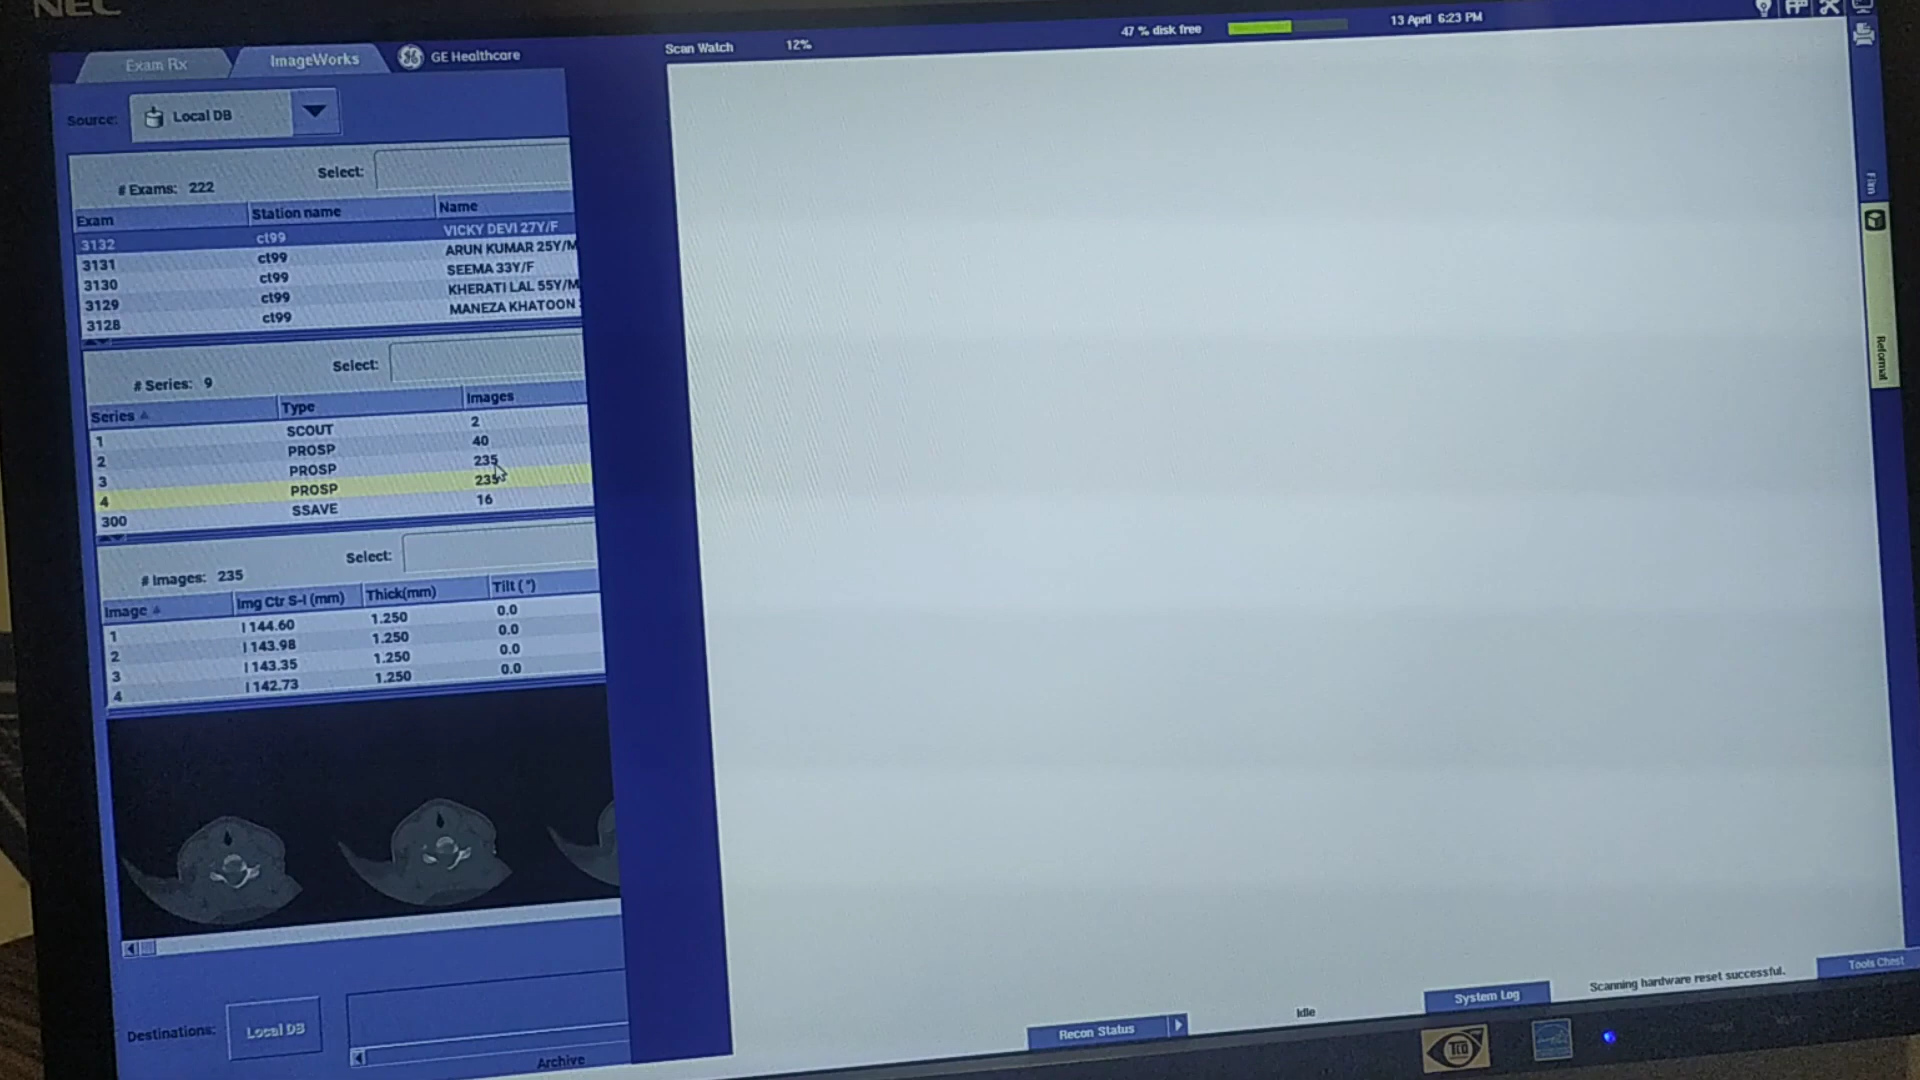 NEC
Exam Rx ImageWorks GE Healthcare
Scan Watch 12% 47 % disk free 13 April 6:23 PM
Source: Local DB
# Exams: 222 Select:
Exam Station name Name
3132 ct99 VICKY DEVI 27Y/F
3131 ct99 ARUN KUMAR 25Y/M
3130 ct99 SEEMA 33Y/F
3129 ct99 KHERATI LAL 55Y/M
3128 ct99 MANEZA KHATOON
# Series: 9 Select:
Series Type Images
1 SCOUT 2
2 PROSP 40
3 PROSP 235
4 PROSP 235
300 SSAVE 16
# Images: 235 Select:
Image Img Ctr S-I (mm) Thick(mm) Tilt (°)
1 I 144.60 1.250 0.0
2 I 143.98 1.250 0.0
3 I 143.35 1.250 0.0
4 I 142.73 1.250 0.0
Destinations: Local DB
Archive
Film
Reformat
Recon Status Idle System Log Scanning hardware reset successful. Tools Chest
TCO